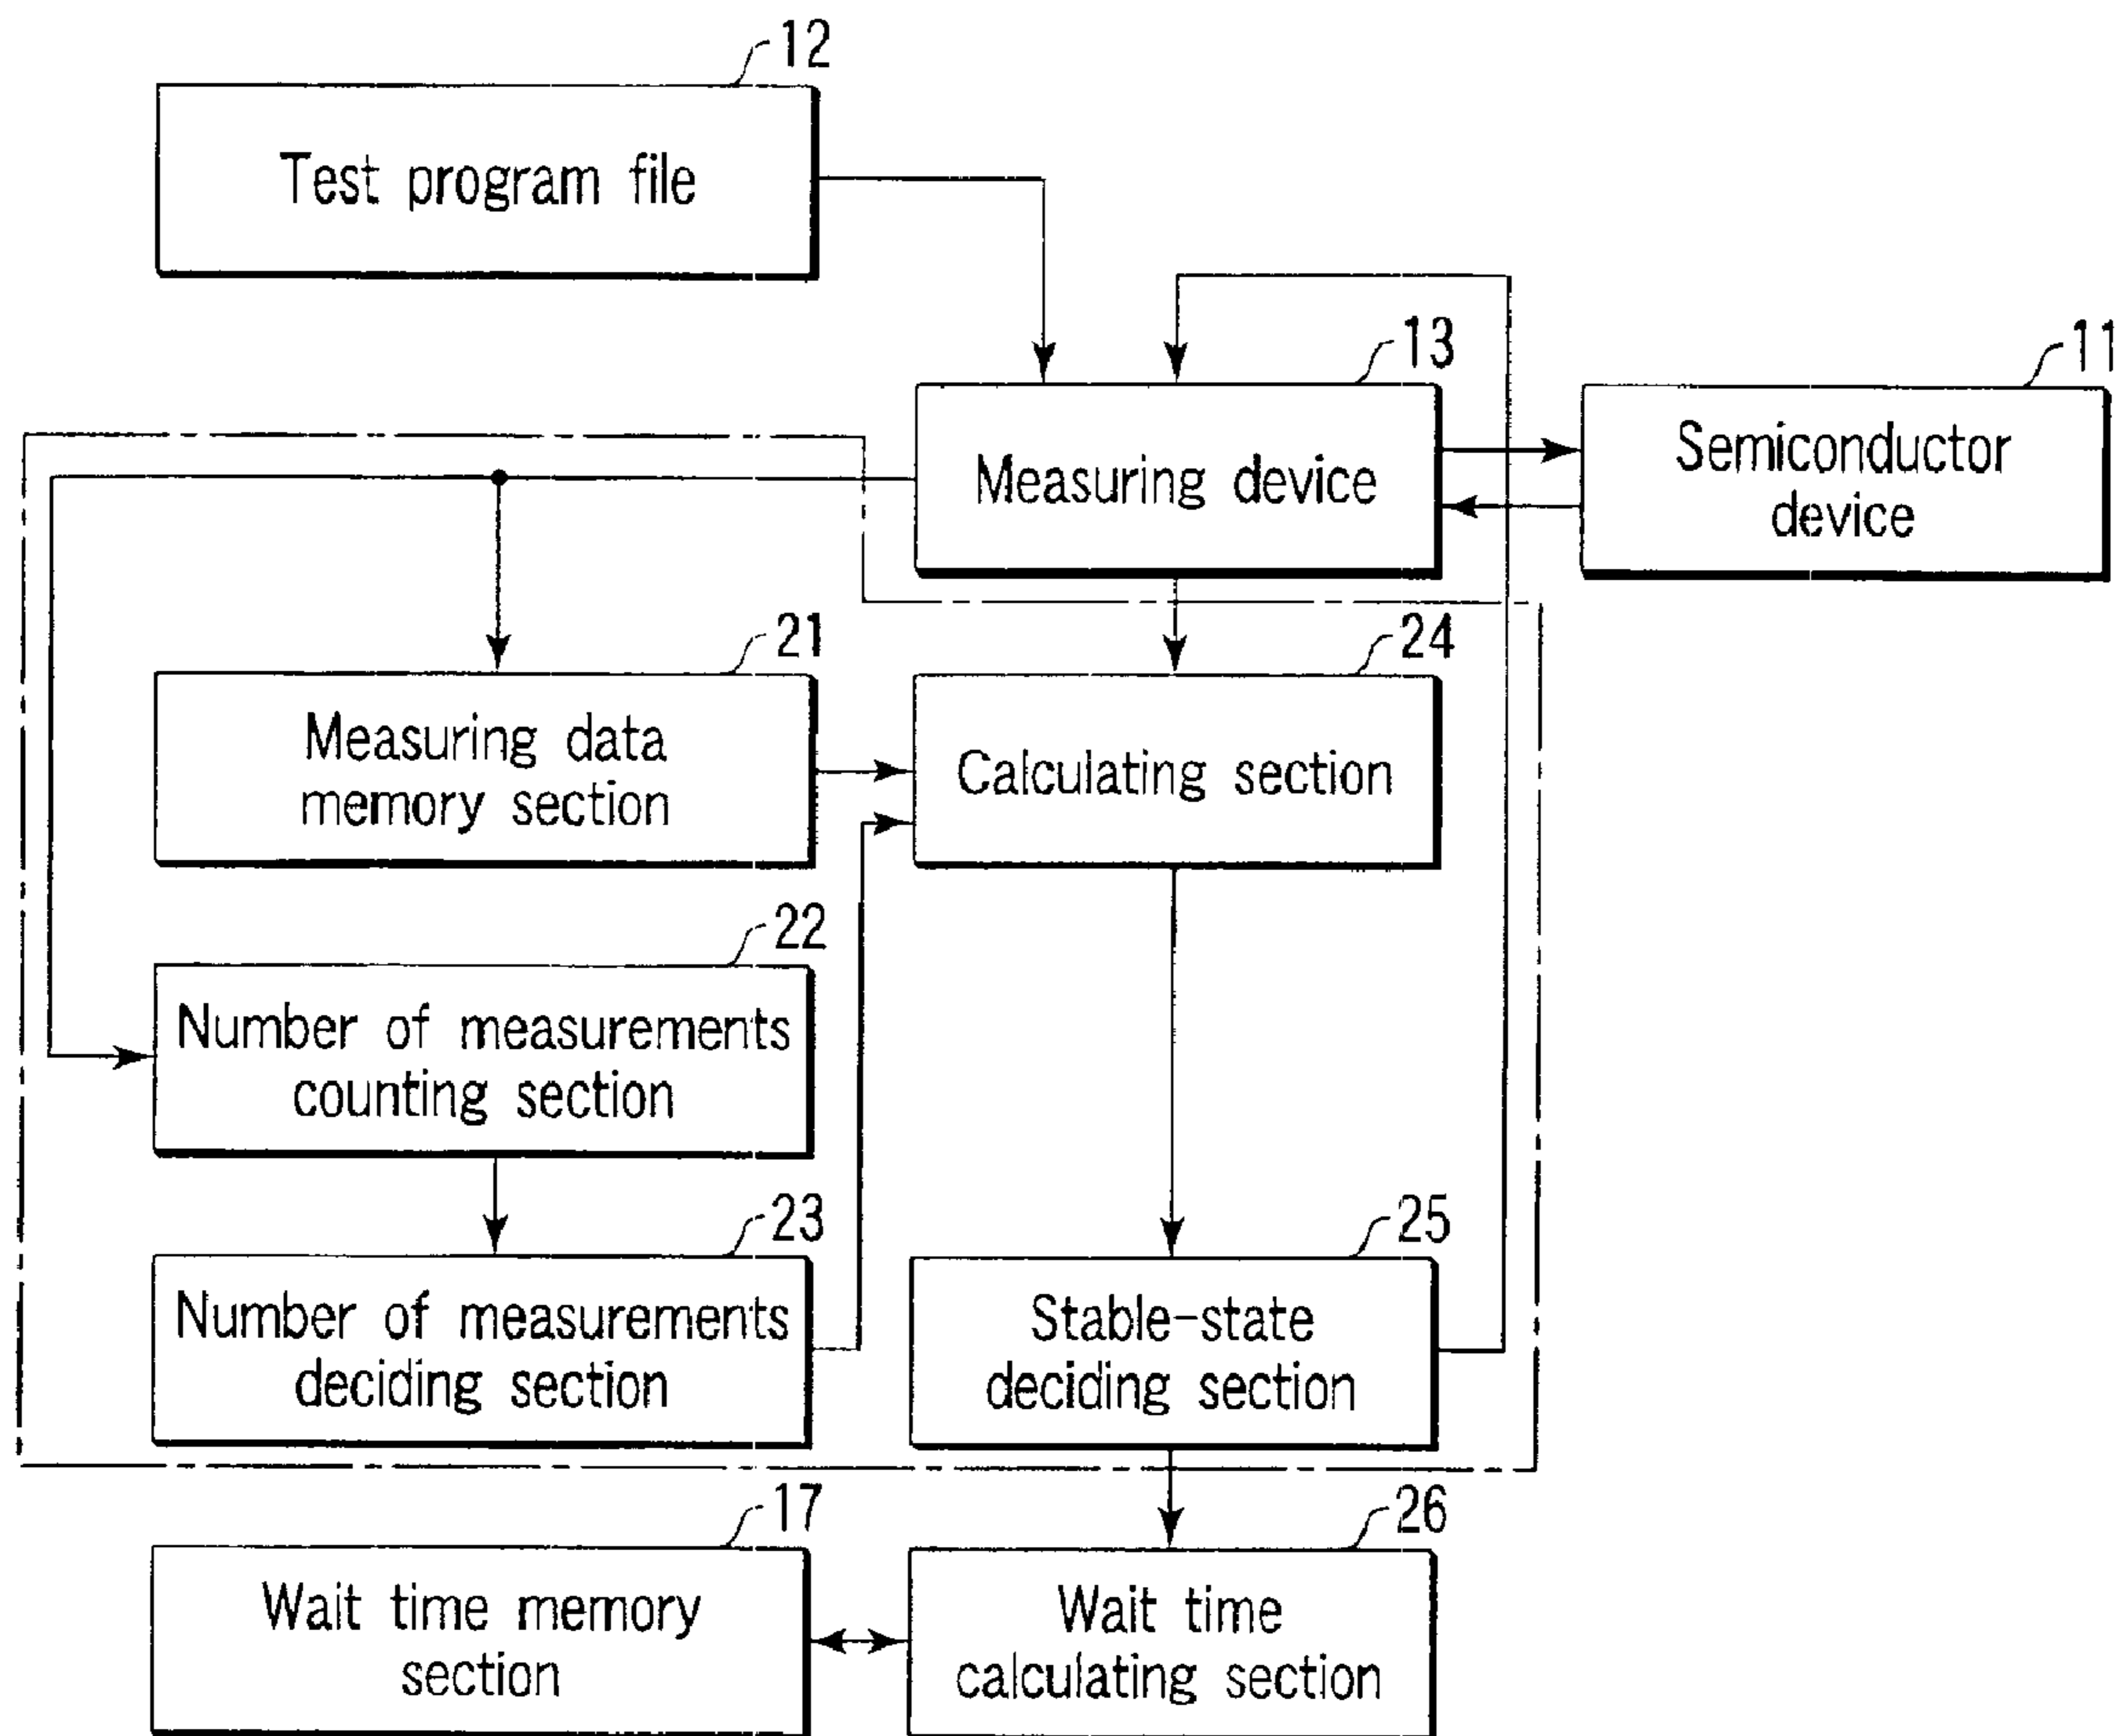 12
Test program file
13
Measuring device
11
Semiconductor
device
21
Measuring data
memory section
24
Calculating section
22
Number of measurements
counting section
23
Number of measurements
deciding section
25
Stable-state
deciding section
17
Wait time memory
section
26
Wait time
calculating section